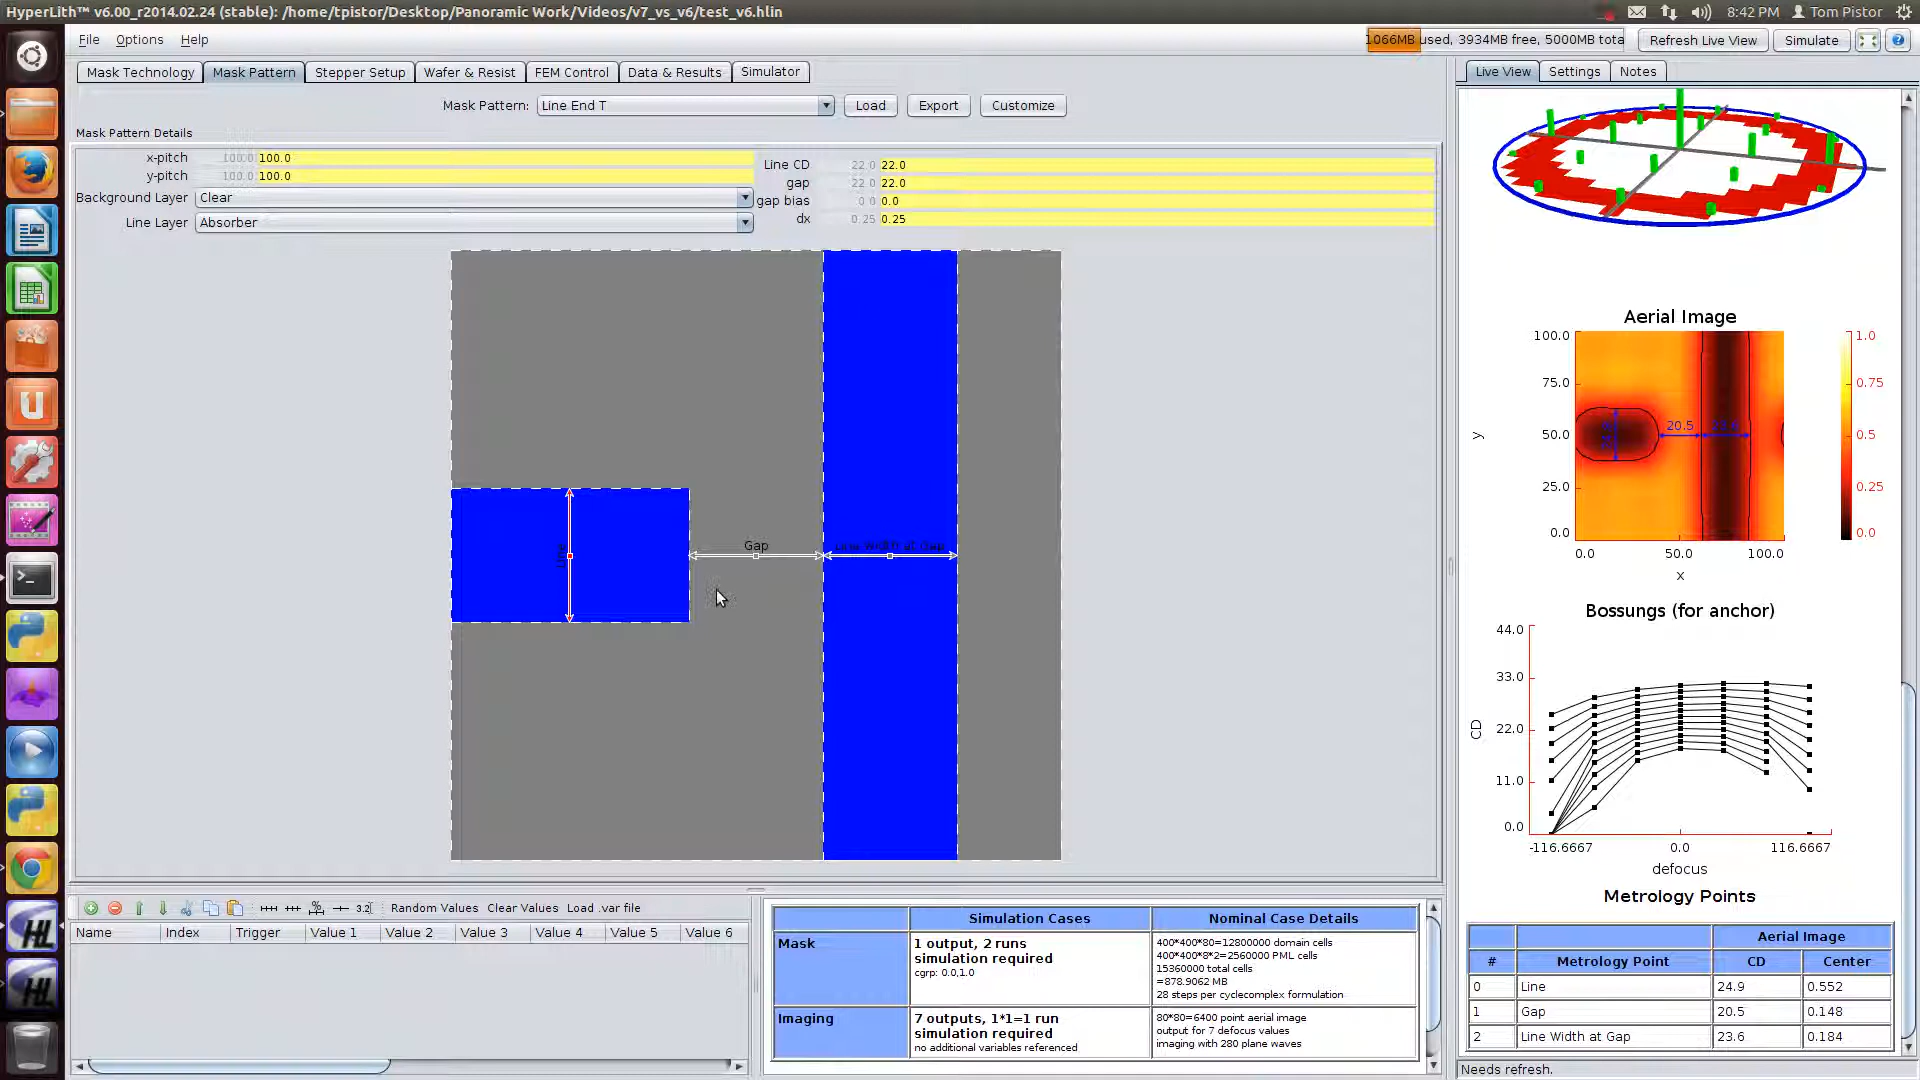 HyperLith™ v6.00_r2014.02.24 (stable): /home/tpistor/Desktop/Panoramic Work/Videos/v7_vs_v6/test_v6.hlin
8:42 PM
Tom Pistor
File
Options
Help
1066MB used, 3934MB free, 5000MB tota
Refresh Live View
Simulate
Mask Technology
Mask Pattern
Stepper Setup
Wafer & Resist
FEM Control
Data & Results
Simulator
Live View
Settings
Notes
Mask Pattern:
Line End T
Load
Export
Customize
Mask Pattern Details
x-pitch 100.0 100.0
y-pitch 100.0 100.0
Background Layer Clear
Line Layer Absorber
Line CD 22.0 22.0
gap 22.0 22.0
gap bias 0.0 0.0
dx 0.25 0.25
Line
Gap
Line Width at Gap
Aerial Image
100.0
75.0
50.0
25.0
0.0
y
0.0 50.0 100.0
x
20.5
1.0
0.75
0.5
0.25
0.0
Bossungs (for anchor)
44.0
33.0
22.0
11.0
0.0
CD
-116.6667 0.0 116.6667
defocus
Metrology Points
Aerial Image
# Metrology Point CD Center
0 Line 24.9 0.552
1 Gap 20.5 0.148
2 Line Width at Gap 23.6 0.184
Needs refresh.
3.2
Random Values
Clear Values
Load .var file
Name Index Trigger Value 1 Value 2 Value 3 Value 4 Value 5 Value 6
Simulation Cases
Nominal Case Details
Mask
1 output, 2 runs
simulation required
cgrp: 0.0,1.0
400*400*80=12800000 domain cells
400*400*8*2=2560000 PML cells
15360000 total cells
=878.9062 MB
28 steps per cyclecomplex formulation
Imaging
7 outputs, 1*1=1 run
simulation required
no additional variables referenced
80*80=6400 point aerial image
output for 7 defocus values
imaging with 280 plane waves